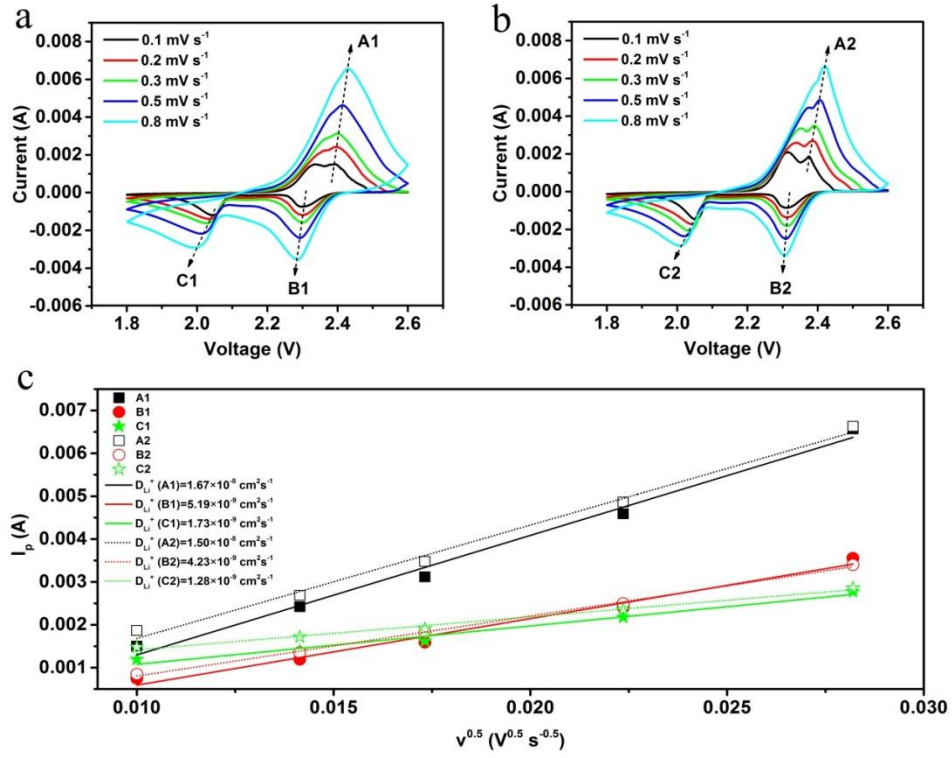 a
0.008
0.006
0.004
0.002
0.000
-0.002
-0.004
-0.006
Current (A)
0.1 mV s⁻¹
0.2 mV s⁻¹
0.3 mV s⁻¹
0.5 mV s⁻¹
0.8 mV s⁻¹
A1
C1
B1
1.8 2.0 2.2 2.4 2.6
Voltage (V)
b
0.008
0.006
0.004
0.002
0.000
-0.002
-0.004
-0.006
Current (A)
0.1 mV s⁻¹
0.2 mV s⁻¹
0.3 mV s⁻¹
0.5 mV s⁻¹
0.8 mV s⁻¹
A2
C2
B2
1.8 2.0 2.2 2.4 2.6
Voltage (V)
c
0.007
0.006
0.005
0.004
0.003
0.002
0.001
Iₚ (A)
A1
B1
C1
A2
B2
C2
D_Li⁺ (A1)=1.67×10⁻⁸ cm²s⁻¹
D_Li⁺ (B1)=5.19×10⁻⁹ cm²s⁻¹
D_Li⁺ (C1)=1.73×10⁻⁹ cm²s⁻¹
D_Li⁺ (A2)=1.50×10⁻⁸ cm²s⁻¹
D_Li⁺ (B2)=4.23×10⁻⁹ cm²s⁻¹
D_Li⁺ (C2)=1.28×10⁻⁹ cm²s⁻¹
0.010 0.015 0.020 0.025 0.030
v⁰·⁵ (V⁰·⁵ s⁻⁰·⁵)